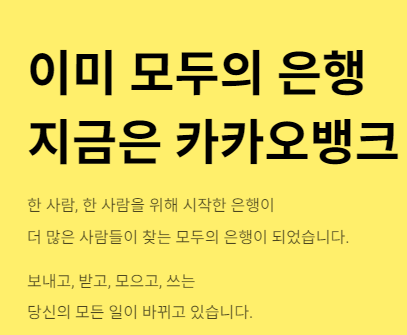 이미 모두의 은행
지금은 카카오뱅크
한 사람, 한 사람을 위해 시작한 은행이
더 많은 사람들이 찾는 모두의 은행이 되었습니다.
보내고, 받고, 모으고, 쓰는
당신의 모든 일이 바뀌고 있습니다.